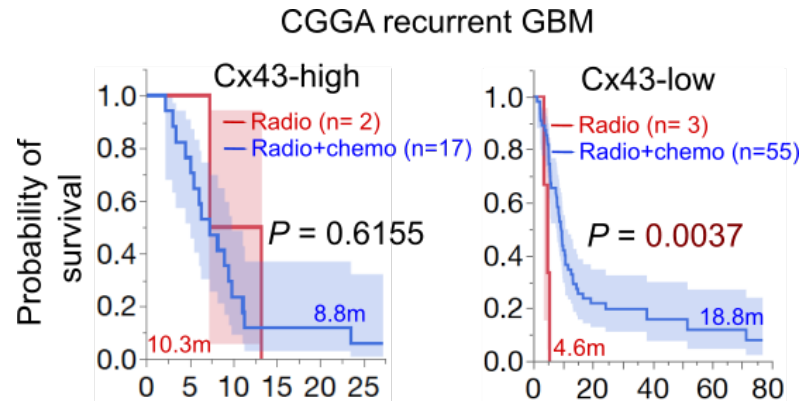 CGGA recurrent GBM
Cx43-high
Cx43-low
Probability of
survival
1.0
0.8
0.6
0.4
0.2
0.0
Radio (n= 2)
Radio+chemo (n=17)
P = 0.6155
8.8m
10.3m
0 5 10 15 20 25
1.0
0.8
0.6
0.4
0.2
0.0
Radio (n= 3)
Radio+chemo (n=55)
P = 0.0037
18.8m
4.6m
0 20 40 60 70 80